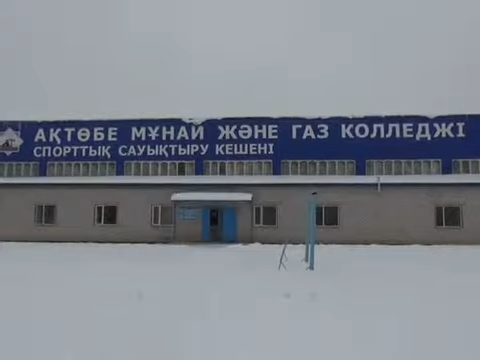 АҚТӨБЕ МҰНАЙ ЖӘНЕ ГАЗ КОЛЛЕДЖІ
СПОРТТЫҚ САУЫҚТЫРУ КЕШЕНІ